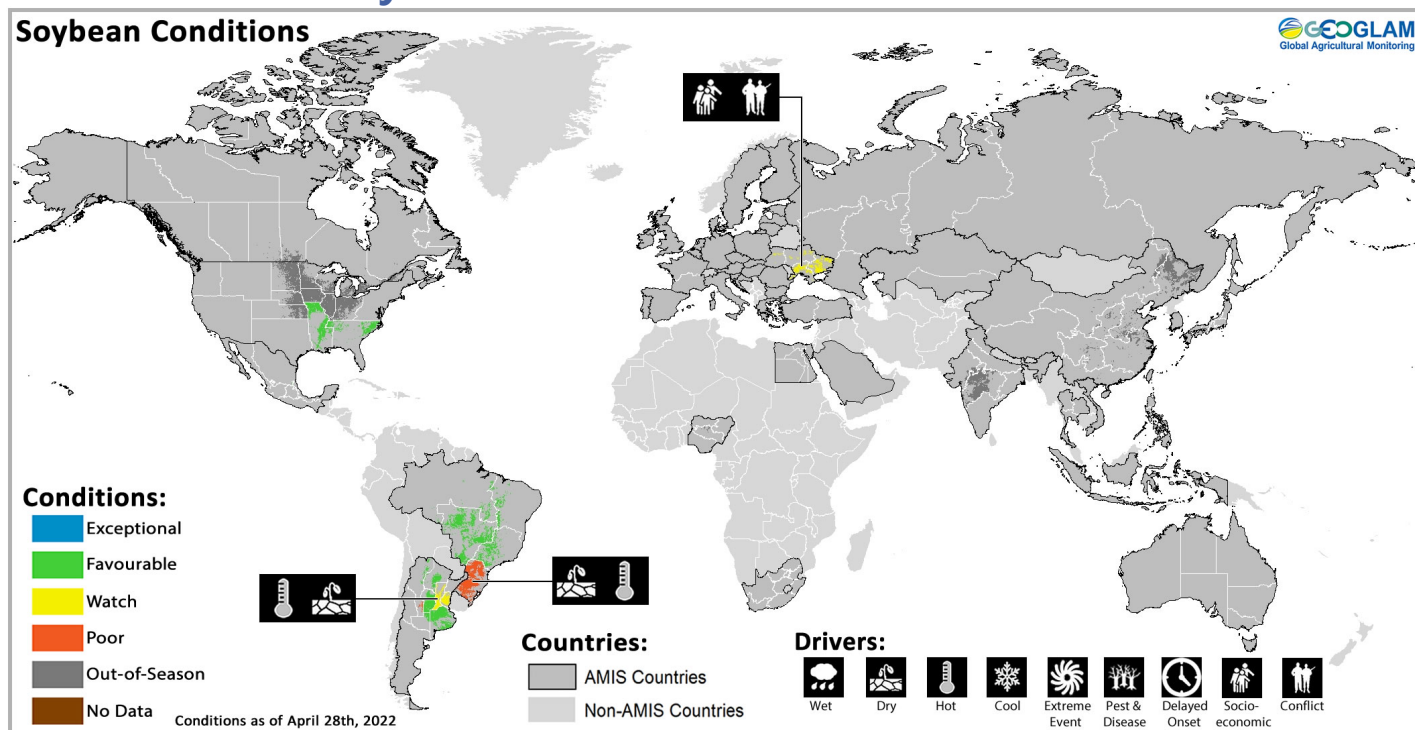 Soybean Conditions
GEOGLAM
Global Agricultural Monitoring
Conditions:
Exceptional
Favourable
Watch
Poor
Out-of-Season
No Data
Conditions as of April 28th, 2022
Countries:
AMIS Countries
Non-AMIS Countries
Drivers:
Wet
Dry
Hot
Cool
Extreme
Event
Pest &
Disease
Delayed
Onset
Socio-
economic
Conflict